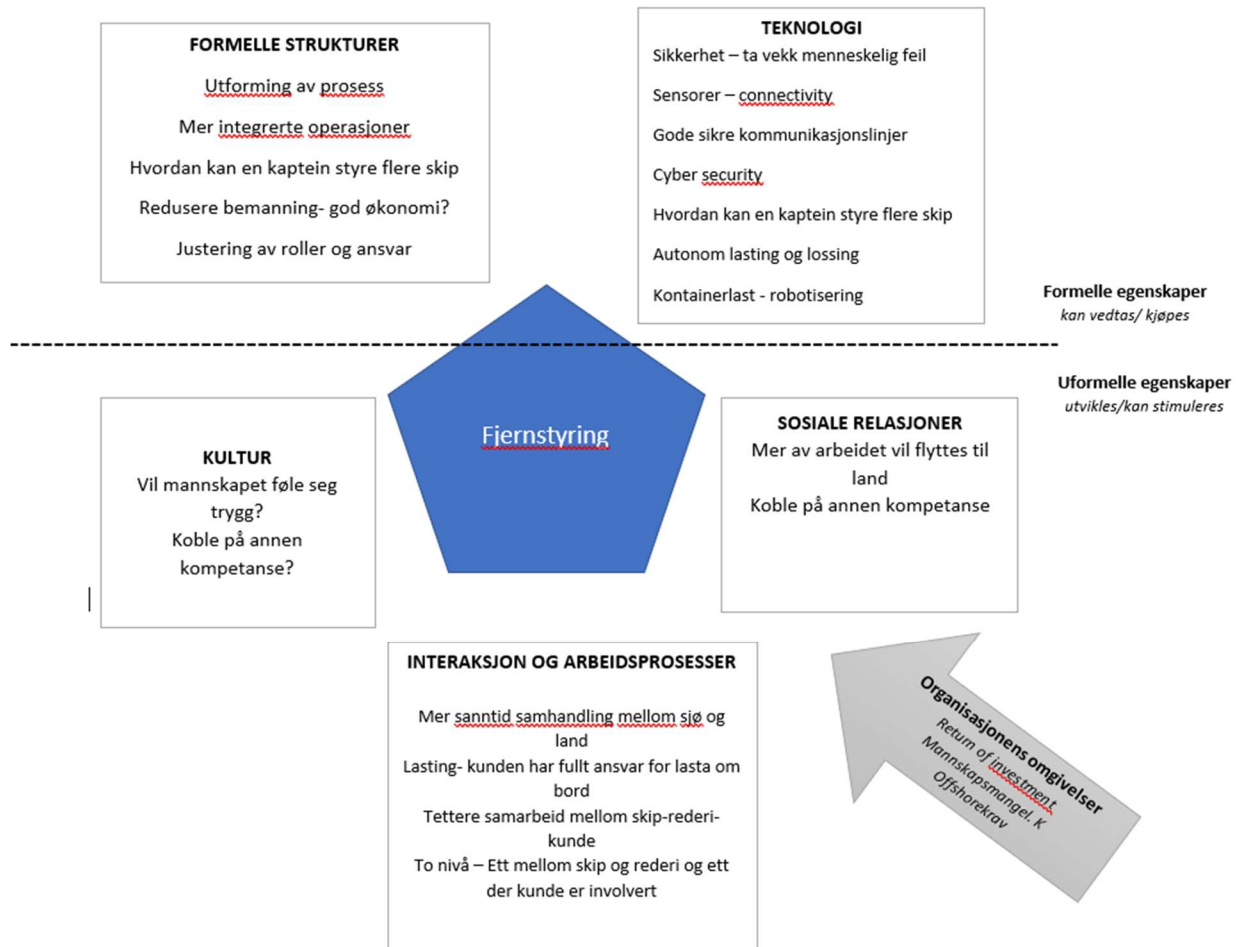 FORMELLE STRUKTURER
Utforming av prosess
Mer integrerte operasjoner
Hvordan kan en kaptein styre flere skip
Redusere bemanning- god økonomi?
Justering av roller og ansvar
TEKNOLOGI
Sikkerhet – ta vekk menneskelig feil
Sensorer – connectivity
Gode sikre kommunikasjonslinjer
Cyber security
Hvordan kan en kaptein styre flere skip
Autonom lasting og lossing
Kontainerlast - robotisering
Formelle egenskaper
kan vedtas/ kjøpes
Uformelle egenskaper
utvikles/kan stimuleres
KULTUR
Vil mannskapet føle seg
trygg?
Koble på annen
kompetanse?
Fjernstyring
SOSIALE RELASJONER
Mer av arbeidet vil flyttes til
land
Koble på annen kompetanse
INTERAKSJON OG ARBEIDSPROSESSER
Mer sanntid samhandling mellom sjø og
land
Lasting- kunden har fullt ansvar for lasta om
bord
Tettere samarbeid mellom skip-rederi-
kunde
To nivå – Ett mellom skip og rederi og ett
der kunde er involvert
Organisasjonens omgivelser
Return of investment
Mannskapsmangel. K
Offshorekrav